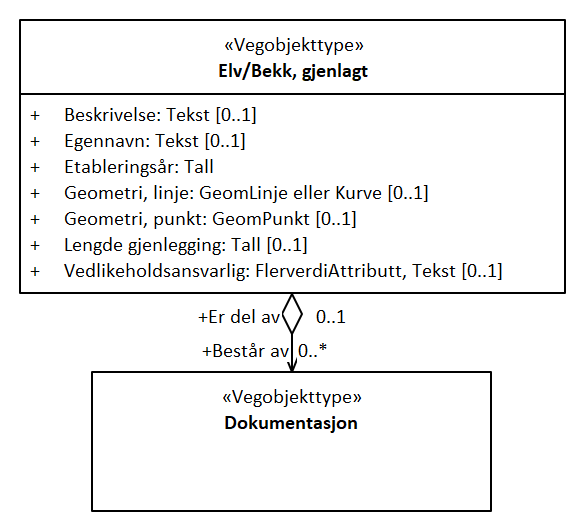 «Vegobjekttype»
Elv/Bekk, gjenlagt
+ Beskrivelse: Tekst [0..1]
+ Egennavn: Tekst [0..1]
+ Etableringsår: Tall
+ Geometri, linje: GeomLinje eller Kurve [0..1]
+ Geometri, punkt: GeomPunkt [0..1]
+ Lengde gjenlegging: Tall [0..1]
+ Vedlikeholdsansvarlig: FlerverdiAttributt, Tekst [0..1]
+Er del av 0..1
+Består av 0..*
«Vegobjekttype»
Dokumentasjon